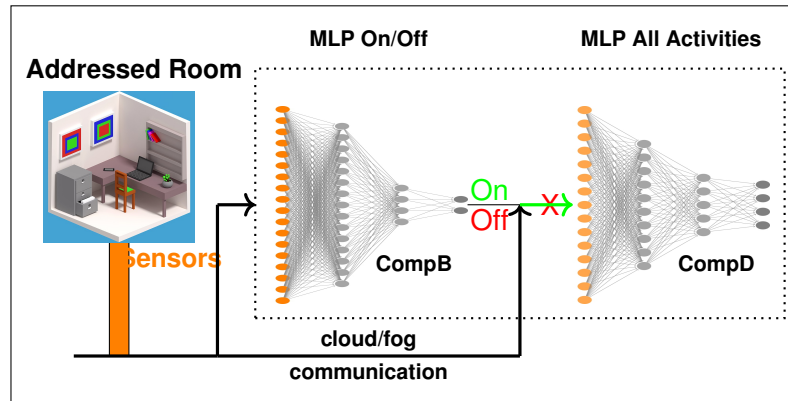 MLP On/Off
MLP All Activities
Addressed Room
On
X
Off
Sensors
CompB
CompD
cloud/fog
communication